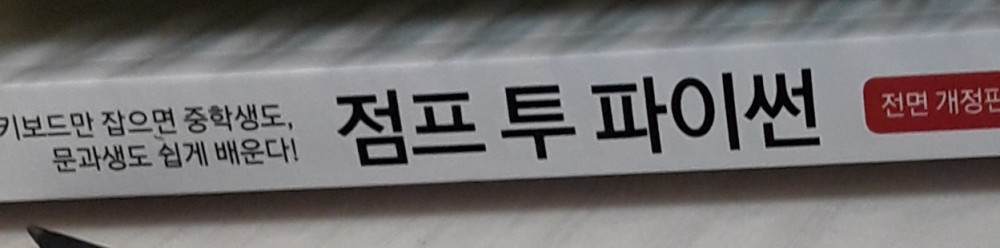 키보드만 잡으면 중학생도,
문과생도 쉽게 배운다!
점프 투 파이썬
전면 개정판